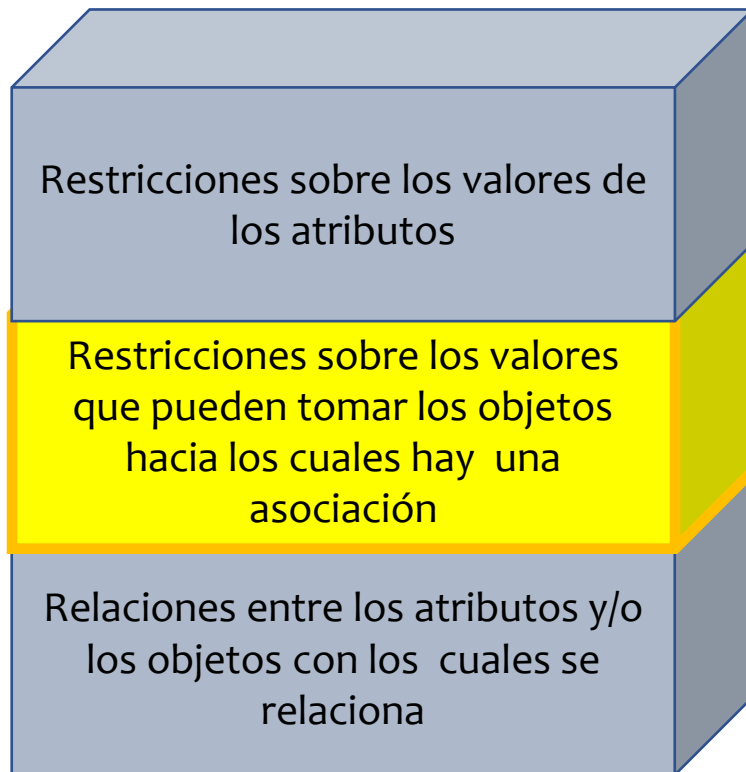 Restricciones sobre los valores de
los atributos
Restricciones sobre los valores
que pueden tomar los objetos
hacia los cuales hay una
asociación
Relaciones entre los atributos y/o
los objetos con los cuales se
relaciona